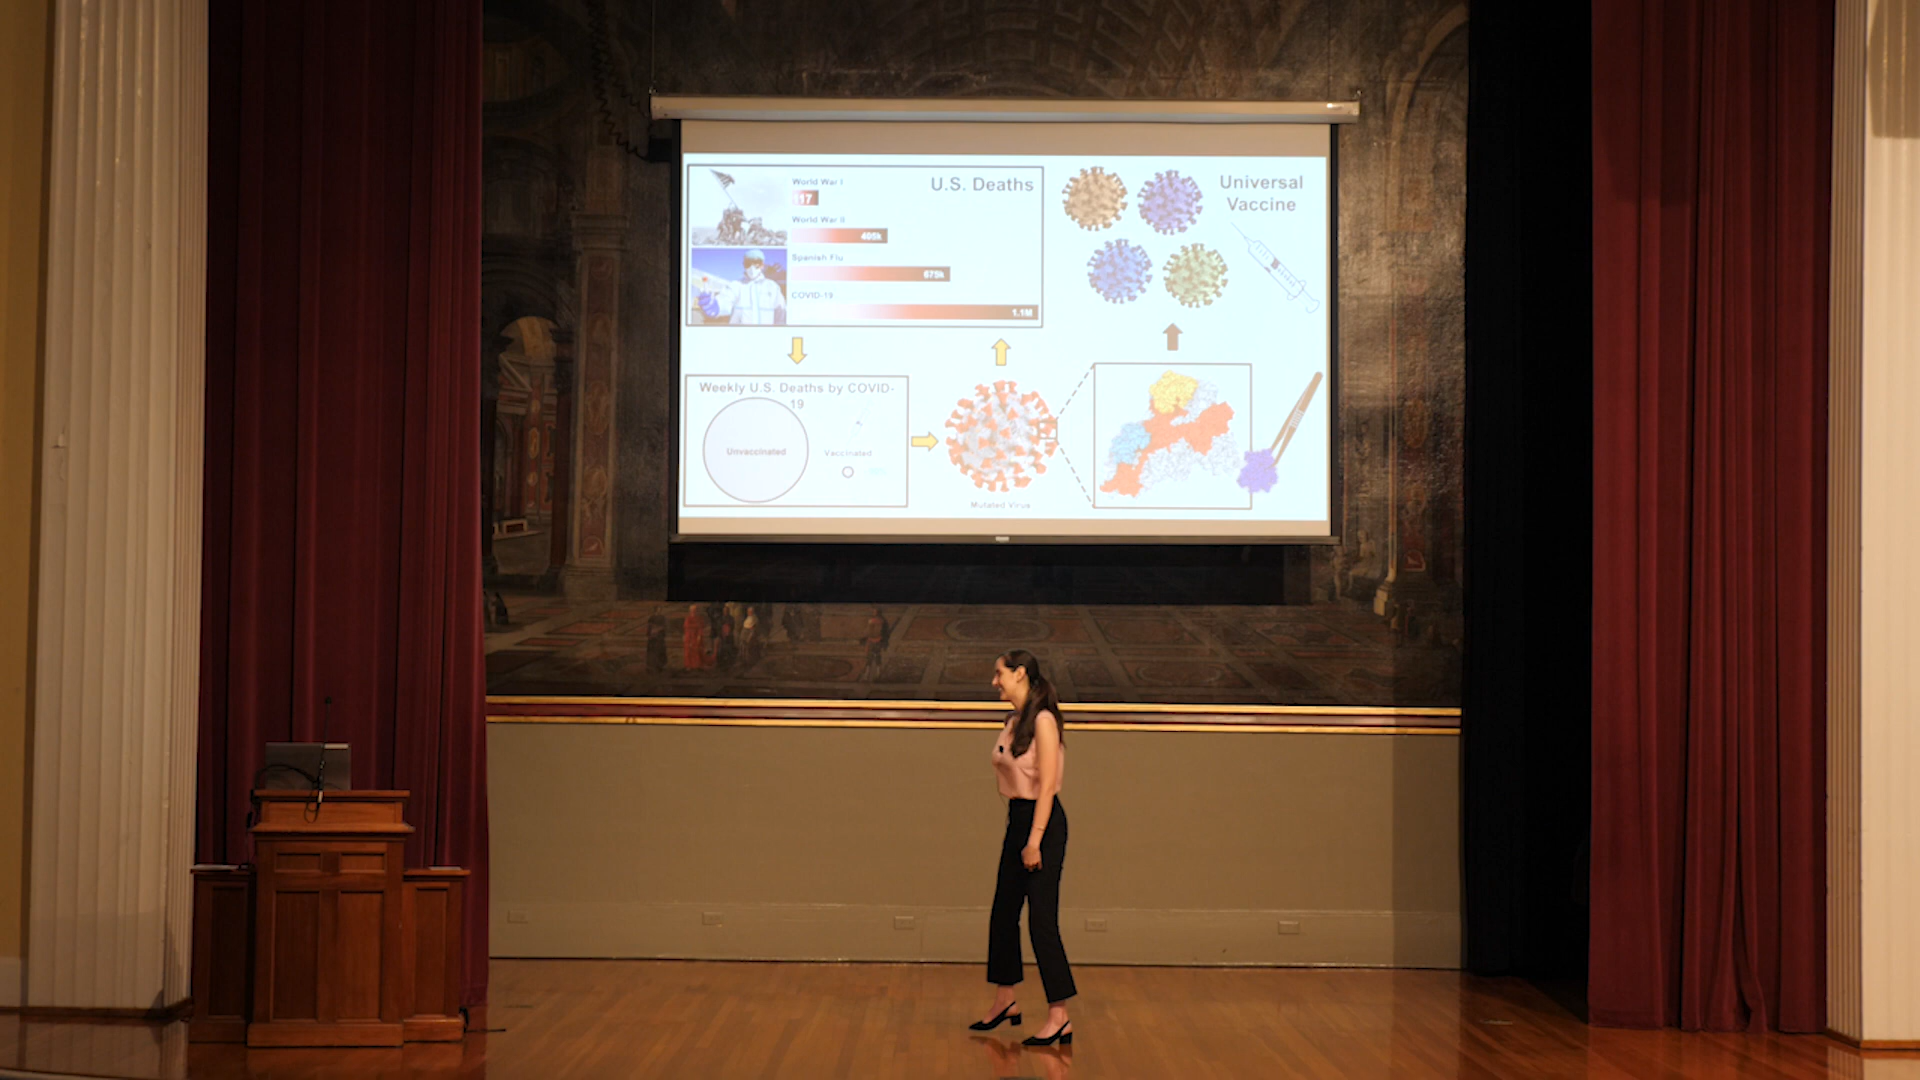 U.S. Deaths
World War I
117
World War II
405k
Spanish Flu
675k
COVID-19
1.1M
Universal
Vaccine
Weekly U.S. Deaths by COVID-
19
Unvaccinated
Vaccinated
Mutated Virus